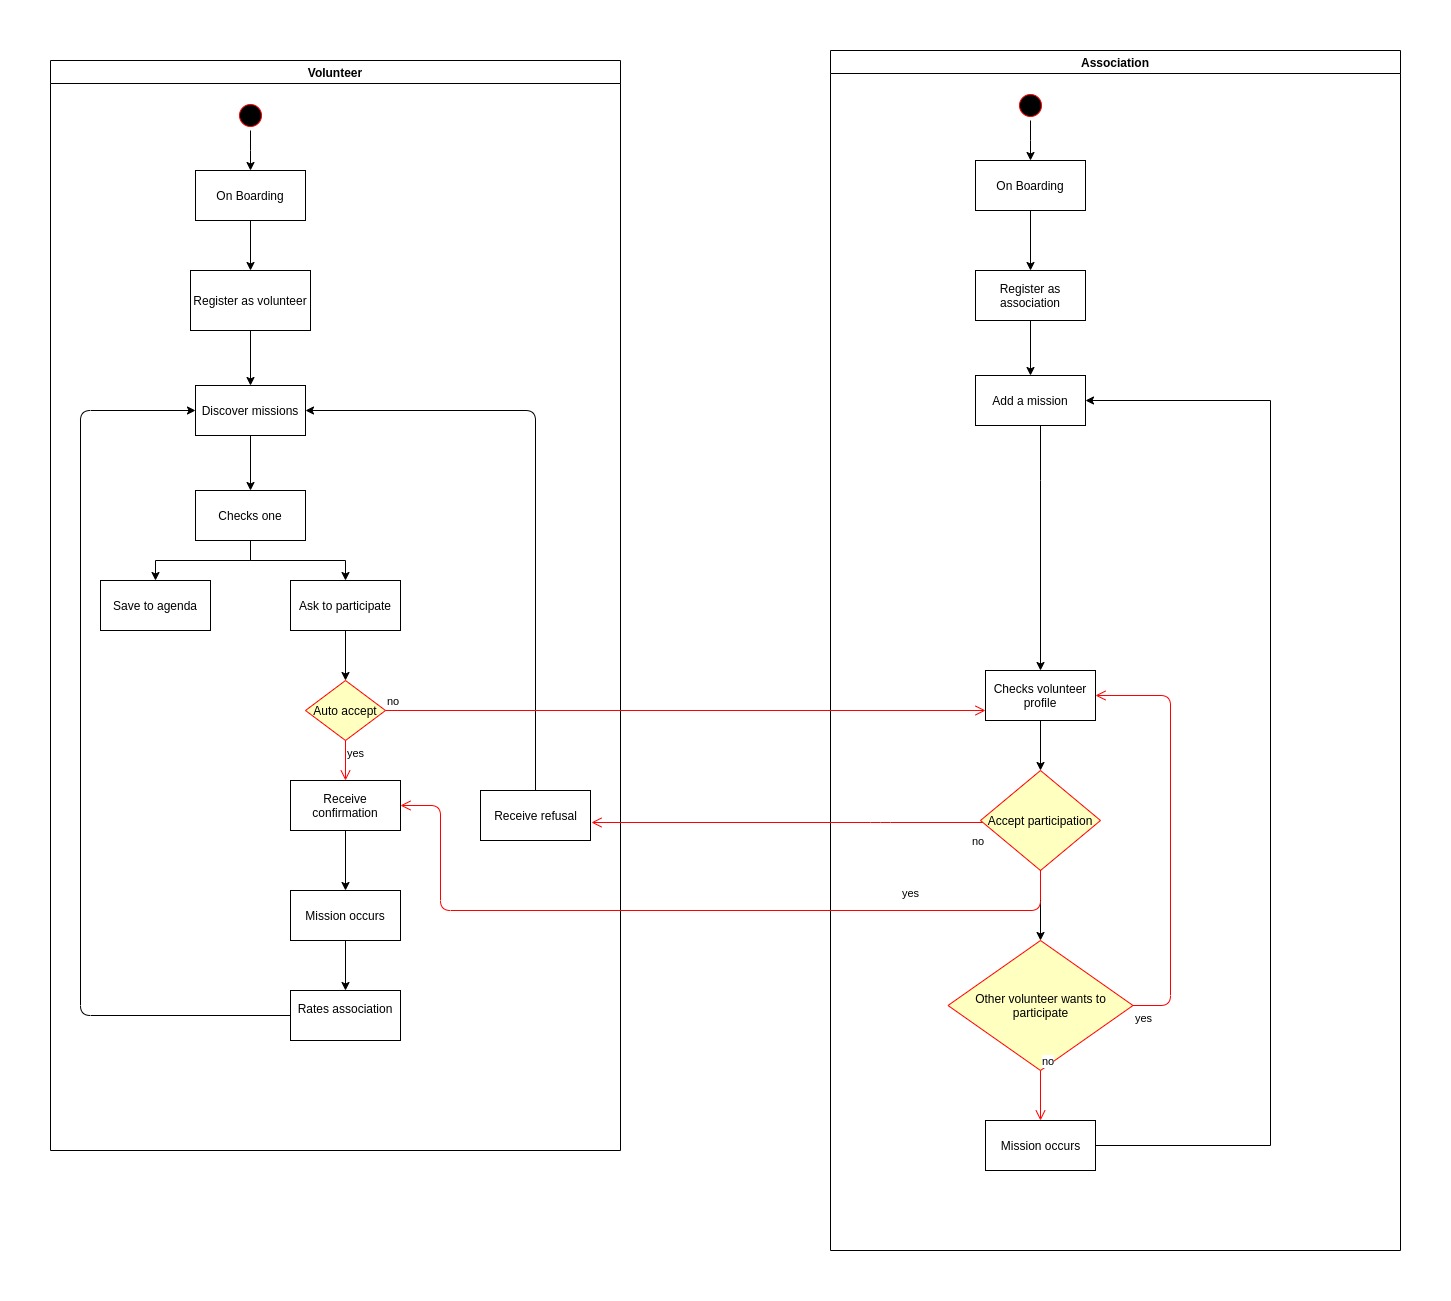 Volunteer
On Boarding
Register as volunteer
Discover missions
Checks one
Save to agenda
Ask to participate
Auto accept
no
yes
Receive
confirmation
Receive refusal
Mission occurs
Rates association
Association
On Boarding
Register as
association
Add a mission
Checks volunteer
profile
Accept participation
no
yes
Other volunteer wants to
participate
yes
no
Mission occurs